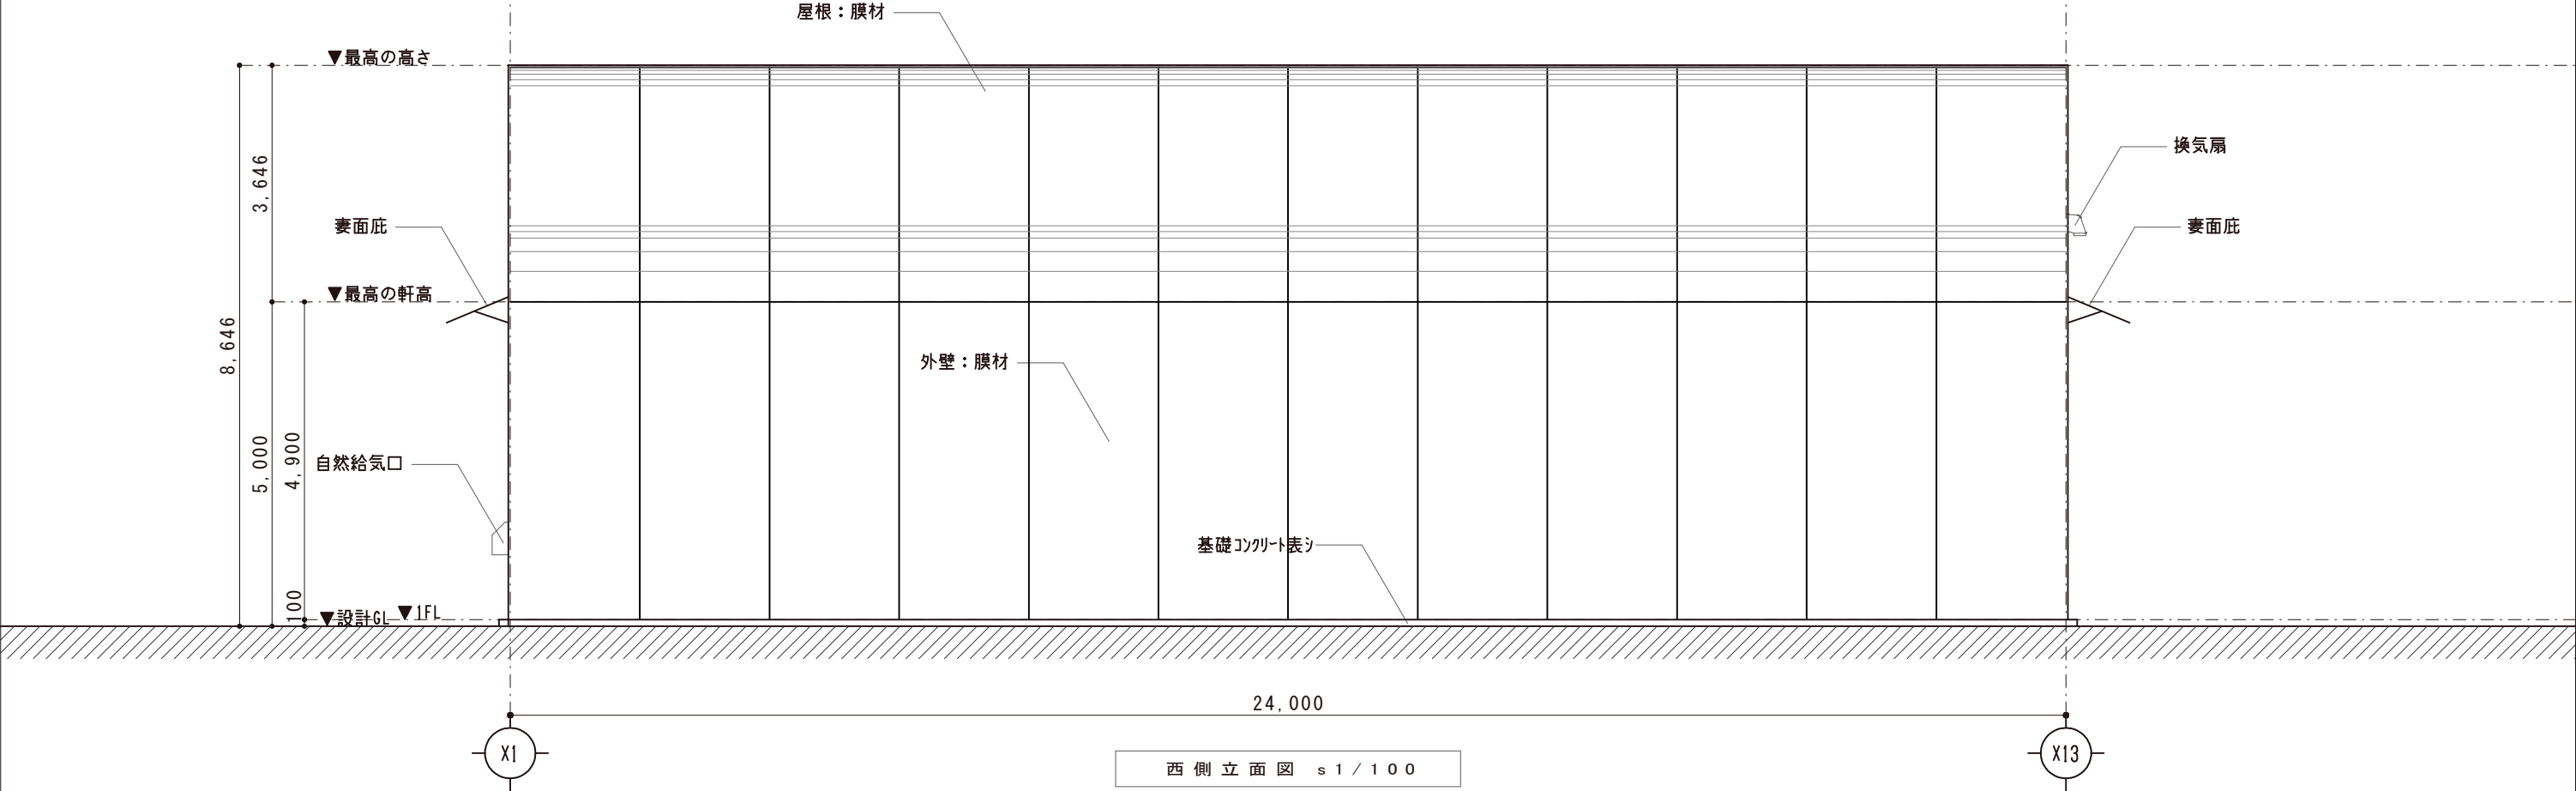 屋根：膜材
▼最高の高さ
換気扇
3,646
妻面庇
妻面庇
▼最高の軒高
8,646
外壁：膜材
5,000
4,900
自然給気口
基礎ｺﾝｸﾘｰﾄ表ｼ
100
▼設計GL
▼1FL
24,000
X1
X13
西側立面図 s1/100